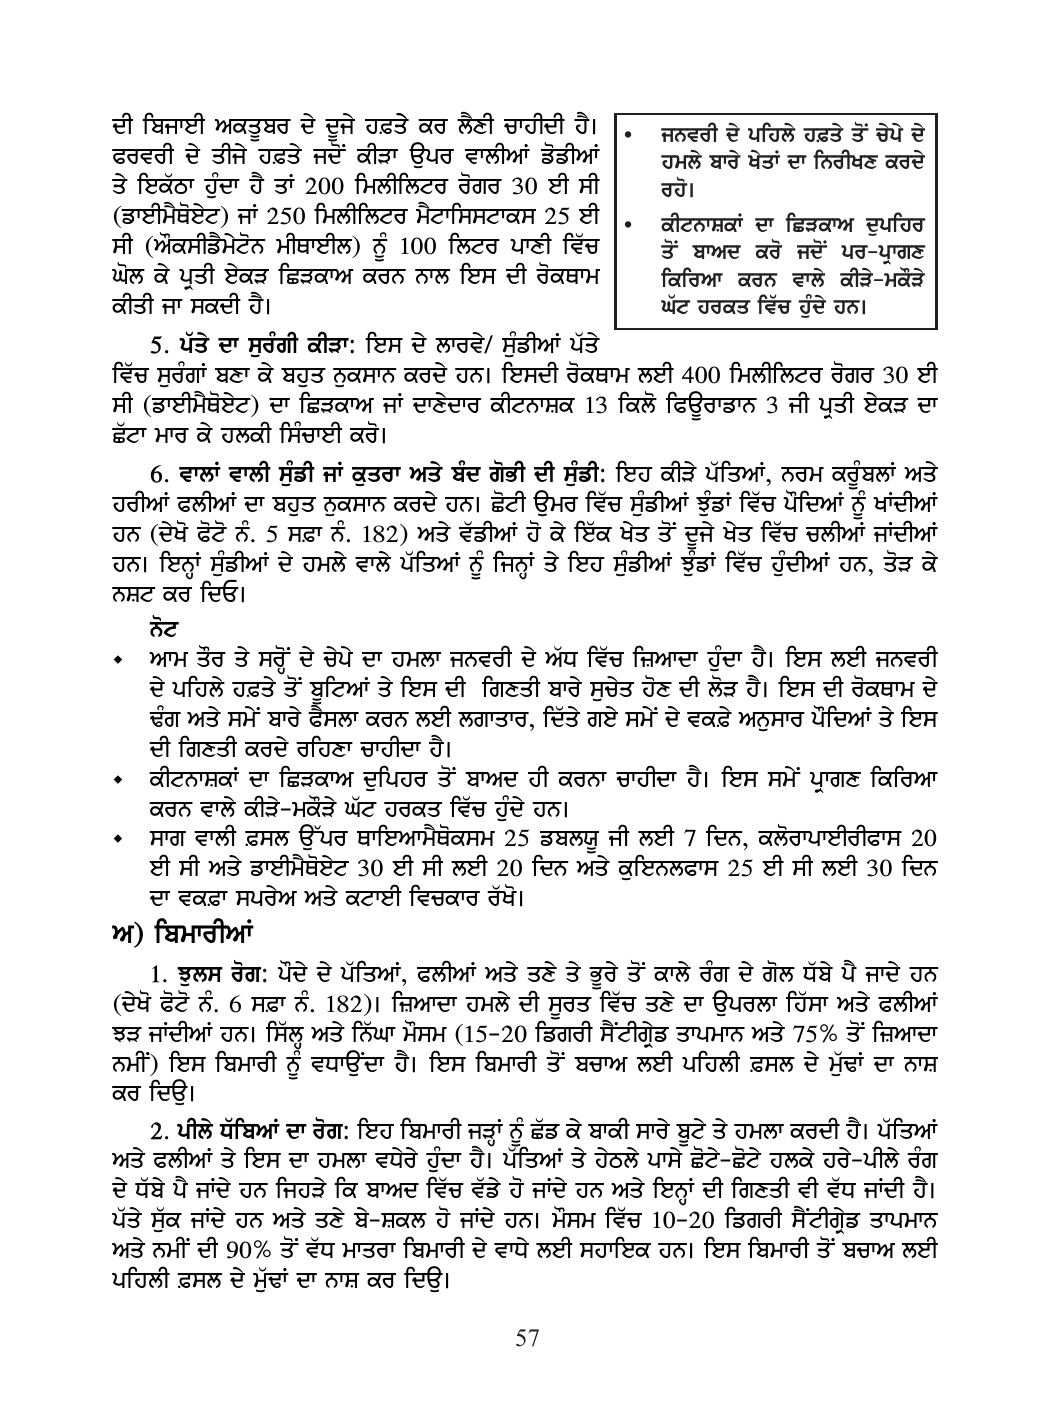 ਦੀ ਬਿਜਾਈ ਅਕਤੂਬਰ ਦੇ ਦੂਜੇ ਹਫ਼ਤੇ ਕਰ ਲੈਣੀ ਚਾਹੀਦੀ ਹੈ।
ਫਰਵਰੀ ਦੇ ਤੀਜੇ ਹਫ਼ਤੇ ਜਦੋਂ ਕੀੜਾ ਉਪਰ ਵਾਲੀਆਂ ਡੋਡੀਆਂ
ਤੇ ਇਕੱਠਾ ਹੁੰਦਾ ਹੈ ਤਾਂ 200 ਮਿਲੀਲਿਟਰ ਰੋਗਰ 30 ਈ ਸੀ
(ਡਾਈਮੈਥੋਏਟ) ਜਾਂ 250 ਮਿਲੀਲਿਟਰ ਮੈਟਾਸਿਸਟਾਕਸ 25 ਈ
ਸੀ (ਔਕਸੀਡੈਮੇਟੋਨ ਮੀਥਾਈਲ) ਨੂੰ 100 ਲਿਟਰ ਪਾਣੀ ਵਿੱਚ
ਘੋਲ ਕੇ ਪ੍ਰਤੀ ਏਕੜ ਛਿੜਕਾਅ ਕਰਨ ਨਾਲ ਇਸ ਦੀ ਰੋਕਥਾਮ
ਕੀਤੀ ਜਾ ਸਕਦੀ ਹੈ।
• ਜਨਵਰੀ ਦੇ ਪਹਿਲੇ ਹਫ਼ਤੇ ਤੋਂ ਚੇਪੇ ਦੇ
ਹਮਲੇ ਬਾਰੇ ਖੇਤਾਂ ਦਾ ਨਿਰੀਖਣ ਕਰਦੇ
ਰਹੋ।
• ਕੀਟਨਾਸ਼ਕਾਂ ਦਾ ਛਿੜਕਾਅ ਦੁਪਹਿਰ
ਤੋਂ ਬਾਅਦ ਕਰੋ ਜਦੋਂ ਪਰ-ਪ੍ਰਾਗਣ
ਕਿਰਿਆ ਕਰਨ ਵਾਲੇ ਕੀੜੇ-ਮਕੌੜੇ
ਘੱਟ ਹਰਕਤ ਵਿੱਚ ਹੁੰਦੇ ਹਨ।
5. ਪੱਤੇ ਦਾ ਸੁਰੰਗੀ ਕੀੜਾ: ਇਸ ਦੇ ਲਾਰਵੇ/ ਸੁੰਡੀਆਂ ਪੱਤੇ
ਵਿੱਚ ਸੁਰੰਗਾਂ ਬਣਾ ਕੇ ਬਹੁਤ ਨੁਕਸਾਨ ਕਰਦੇ ਹਨ। ਇਸਦੀ ਰੋਕਥਾਮ ਲਈ 400 ਮਿਲੀਲਿਟਰ ਰੋਗਰ 30 ਈ
ਸੀ (ਡਾਈਮੈਥੋਏਟ) ਦਾ ਛਿੜਕਾਅ ਜਾਂ ਦਾਣੇਦਾਰ ਕੀਟਨਾਸ਼ਕ 13 ਕਿਲੋ ਫਿਊਰਾਡਾਨ 3 ਜੀ ਪ੍ਰਤੀ ਏਕੜ ਦਾ
ਛੱਟਾ ਮਾਰ ਕੇ ਹਲਕੀ ਸਿੰਚਾਈ ਕਰੋ।
6. ਵਾਲਾਂ ਵਾਲੀ ਸੁੰਡੀ ਜਾਂ ਕੁਤਰਾ ਅਤੇ ਬੰਦ ਗੋਭੀ ਦੀ ਸੁੰਡੀ: ਇਹ ਕੀੜੇ ਪੱਤਿਆਂ, ਨਰਮ ਕਰੂੰਬਲਾਂ ਅਤੇ
ਹਰੀਆਂ ਫਲੀਆਂ ਦਾ ਬਹੁਤ ਨੁਕਸਾਨ ਕਰਦੇ ਹਨ। ਛੋਟੀ ਉਮਰ ਵਿੱਚ ਸੁੰਡੀਆਂ ਝੁੰਡਾਂ ਵਿੱਚ ਪੌਦਿਆਂ ਨੂੰ ਖਾਂਦੀਆਂ
ਹਨ (ਦੇਖੋ ਫੋਟੋ ਨੰ. 5 ਸਫ਼ਾ ਨੰ. 182) ਅਤੇ ਵੱਡੀਆਂ ਹੋ ਕੇ ਇੱਕ ਖੇਤ ਤੋਂ ਦੂਜੇ ਖੇਤ ਵਿੱਚ ਚਲੀਆਂ ਜਾਂਦੀਆਂ
ਹਨ। ਇਨ੍ਹਾਂ ਸੁੰਡੀਆਂ ਦੇ ਹਮਲੇ ਵਾਲੇ ਪੱਤਿਆਂ ਨੂੰ ਜਿਨ੍ਹਾਂ ਤੇ ਇਹ ਸੁੰਡੀਆਂ ਝੁੰਡਾਂ ਵਿੱਚ ਹੁੰਦੀਆਂ ਹਨ, ਤੋੜ ਕੇ
ਨਸ਼ਟ ਕਰ ਦਿਓ।
ਨੋਟ
⬩ ਆਮ ਤੌਰ ਤੇ ਸਰ੍ਹੋਂ ਦੇ ਚੇਪੇ ਦਾ ਹਮਲਾ ਜਨਵਰੀ ਦੇ ਅੱਧ ਵਿੱਚ ਜ਼ਿਆਦਾ ਹੁੰਦਾ ਹੈ। ਇਸ ਲਈ ਜਨਵਰੀ
ਦੇ ਪਹਿਲੇ ਹਫ਼ਤੇ ਤੋਂ ਬੂਟਿਆਂ ਤੇ ਇਸ ਦੀ ਗਿਣਤੀ ਬਾਰੇ ਸੁਚੇਤ ਹੋਣ ਦੀ ਲੋੜ ਹੈ। ਇਸ ਦੀ ਰੋਕਥਾਮ ਦੇ
ਢੰਗ ਅਤੇ ਸਮੇਂ ਬਾਰੇ ਫੈਸਲਾ ਕਰਨ ਲਈ ਲਗਾਤਾਰ, ਦਿੱਤੇ ਗਏ ਸਮੇਂ ਦੇ ਵਕਫ਼ੇ ਅਨੁਸਾਰ ਪੌਦਿਆਂ ਤੇ ਇਸ
ਦੀ ਗਿਣਤੀ ਕਰਦੇ ਰਹਿਣਾ ਚਾਹੀਦਾ ਹੈ।
⬩ ਕੀਟਨਾਸ਼ਕਾਂ ਦਾ ਛਿੜਕਾਅ ਦੁਪਿਹਰ ਤੋਂ ਬਾਅਦ ਹੀ ਕਰਨਾ ਚਾਹੀਦਾ ਹੈ। ਇਸ ਸਮੇਂ ਪ੍ਰਾਗਣ ਕਿਰਿਆ
ਕਰਨ ਵਾਲੇ ਕੀੜੇ-ਮਕੌੜੇ ਘੱਟ ਹਰਕਤ ਵਿੱਚ ਹੁੰਦੇ ਹਨ।
⬩ ਸਾਗ ਵਾਲੀ ਫ਼ਸਲ ਉੱਪਰ ਥਾਇਆਮੈਥੋਕਸਮ 25 ਡਬਲਯੂ ਜੀ ਲਈ 7 ਦਿਨ, ਕਲੋਰਾਪਾਈਰੀਫਾਸ 20
ਈ ਸੀ ਅਤੇ ਡਾਈਮੈਥੋਏਟ 30 ਈ ਸੀ ਲਈ 20 ਦਿਨ ਅਤੇ ਕੁਇਨਲਫਾਸ 25 ਈ ਸੀ ਲਈ 30 ਦਿਨ
ਦਾ ਵਕਫ਼ਾ ਸਪਰੇਅ ਅਤੇ ਕਟਾਈ ਵਿਚਕਾਰ ਰੱਖੋ।
ਅ) ਬਿਮਾਰੀਆਂ
1. ਝੁਲਸ ਰੋਗ: ਪੌਦੇ ਦੇ ਪੱਤਿਆਂ, ਫਲੀਆਂ ਅਤੇ ਤਣੇ ਤੇ ਭੂਰੇ ਤੋਂ ਕਾਲੇ ਰੰਗ ਦੇ ਗੋਲ ਧੱਬੇ ਪੈ ਜਾਦੇ ਹਨ
(ਦੇਖੋ ਫੋਟੋ ਨੰ. 6 ਸਫ਼ਾ ਨੰ. 182)। ਜ਼ਿਆਦਾ ਹਮਲੇ ਦੀ ਸੂਰਤ ਵਿੱਚ ਤਣੇ ਦਾ ਉਪਰਲਾ ਹਿੱਸਾ ਅਤੇ ਫਲੀਆਂ
ਝੜ ਜਾਂਦੀਆਂ ਹਨ। ਸਿੱਲ੍ਹ ਅਤੇ ਨਿੱਘਾ ਮੌਸਮ (15-20 ਡਿਗਰੀ ਸੈਂਟੀਗ੍ਰੇਡ ਤਾਪਮਾਨ ਅਤੇ 75% ਤੋਂ ਜ਼ਿਆਦਾ
ਨਮੀਂ) ਇਸ ਬਿਮਾਰੀ ਨੂੰ ਵਧਾਉਂਦਾ ਹੈ। ਇਸ ਬਿਮਾਰੀ ਤੋਂ ਬਚਾਅ ਲਈ ਪਹਿਲੀ ਫ਼ਸਲ ਦੇ ਮੁੱਢਾਂ ਦਾ ਨਾਸ਼
ਕਰ ਦਿਉ।
2. ਪੀਲੇ ਧੱਬਿਆਂ ਦਾ ਰੋਗ: ਇਹ ਬਿਮਾਰੀ ਜੜ੍ਹਾਂ ਨੂੰ ਛੱਡ ਕੇ ਬਾਕੀ ਸਾਰੇ ਬੂਟੇ ਤੇ ਹਮਲਾ ਕਰਦੀ ਹੈ। ਪੱਤਿਆਂ
ਅਤੇ ਫਲੀਆਂ ਤੇ ਇਸ ਦਾ ਹਮਲਾ ਵਧੇਰੇ ਹੁੰਦਾ ਹੈ। ਪੱਤਿਆਂ ਤੇ ਹੇਠਲੇ ਪਾਸੇ ਛੋਟੇ-ਛੋਟੇ ਹਲਕੇ ਹਰੇ-ਪੀਲੇ ਰੰਗ
ਦੇ ਧੱਬੇ ਪੈ ਜਾਂਦੇ ਹਨ ਜਿਹੜੇ ਕਿ ਬਾਅਦ ਵਿੱਚ ਵੱਡੇ ਹੋ ਜਾਂਦੇ ਹਨ ਅਤੇ ਇਨ੍ਹਾਂ ਦੀ ਗਿਣਤੀ ਵੀ ਵੱਧ ਜਾਂਦੀ ਹੈ।
ਪੱਤੇ ਸੁੱਕ ਜਾਂਦੇ ਹਨ ਅਤੇ ਤਣੇ ਬੇ-ਸ਼ਕਲ ਹੋ ਜਾਂਦੇ ਹਨ। ਮੌਸਮ ਵਿੱਚ 10-20 ਡਿਗਰੀ ਸੈਂਟੀਗ੍ਰੇਡ ਤਾਪਮਾਨ
ਅਤੇ ਨਮੀਂ ਦੀ 90% ਤੋਂ ਵੱਧ ਮਾਤਰਾ ਬਿਮਾਰੀ ਦੇ ਵਾਧੇ ਲਈ ਸਹਾਇਕ ਹਨ। ਇਸ ਬਿਮਾਰੀ ਤੋਂ ਬਚਾਅ ਲਈ
ਪਹਿਲੀ ਫ਼ਸਲ ਦੇ ਮੁੱਢਾਂ ਦਾ ਨਾਸ਼ ਕਰ ਦਿਉ।
57